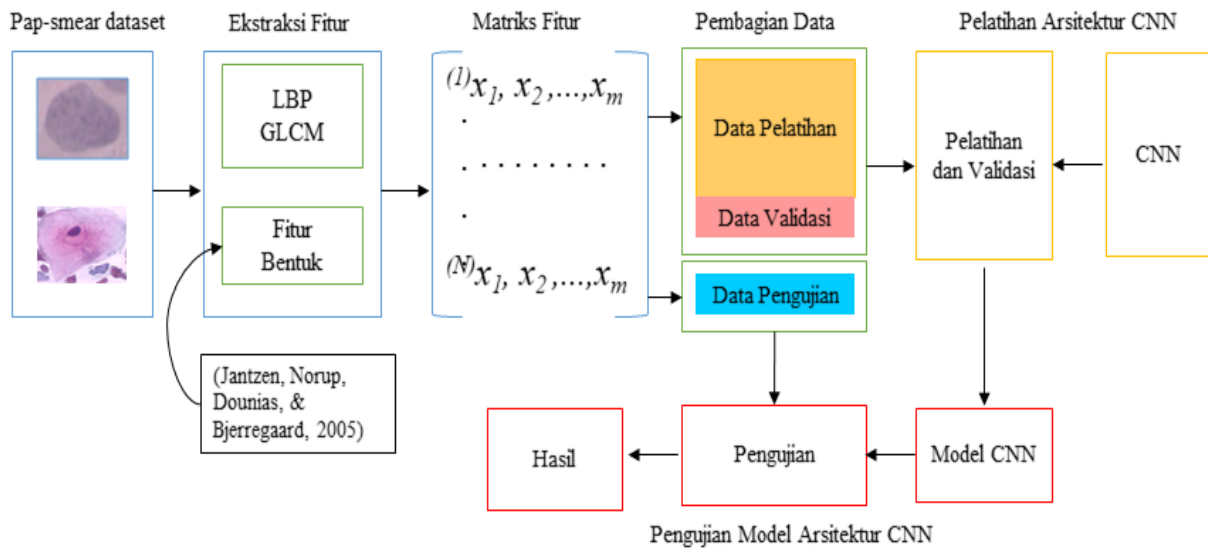 Pap-smear dataset
Ekstraksi Fitur
Matriks Fitur
Pembagian Data
Pelatihan Arsitektur CNN
LBP
GLCM
Fitur
Bentuk
(Jantzen, Norup,
Dounias, &
Bjerregaard, 2005)
(1)x1, x2 ,...,xm
.
. . . . . . . . .
.
(N)x1, x2 ,...,xm
Data Pelatihan
Data Validasi
Data Pengujian
Pelatihan
dan Validasi
CNN
Hasil
Pengujian
Model CNN
Pengujian Model Arsitektur CNN